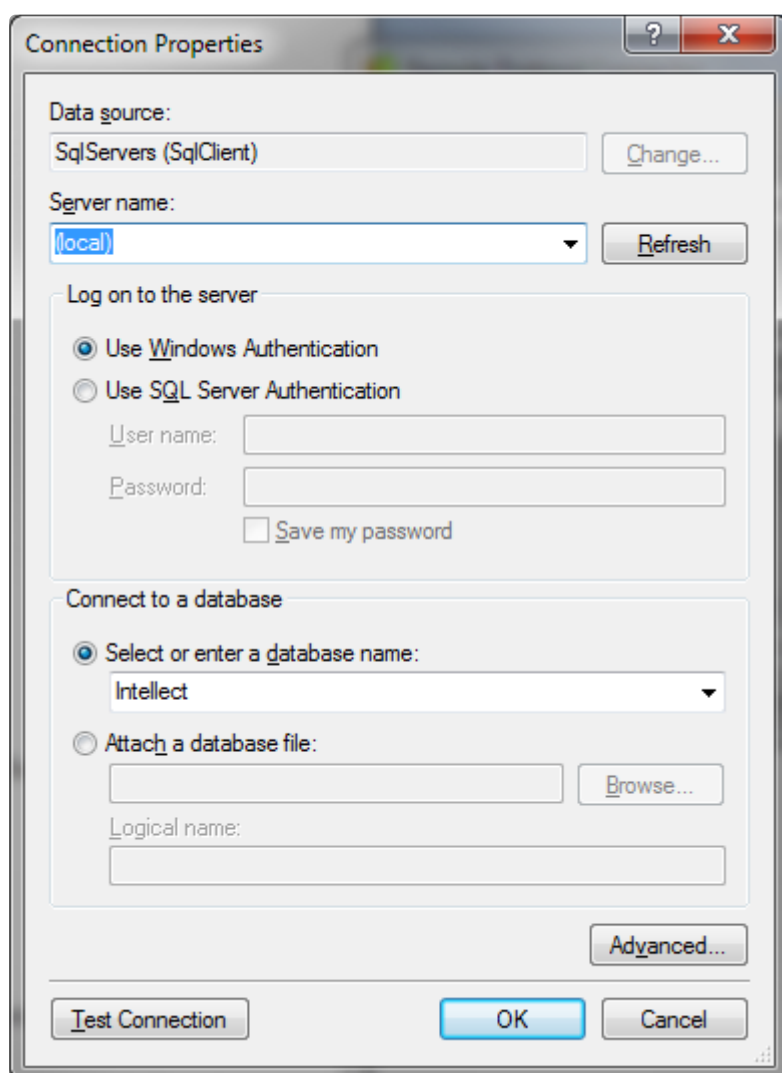 Connection Properties
Data source:
SqlServers (SqlClient)
Change...
Server name:
(local)
Refresh
Log on to the server
Use Windows Authentication
Use SQL Server Authentication
User name:
Password:
Save my password
Connect to a database
Select or enter a database name:
Intellect
Attach a database file:
Browse...
Logical name:
Advanced...
Test Connection
OK
Cancel